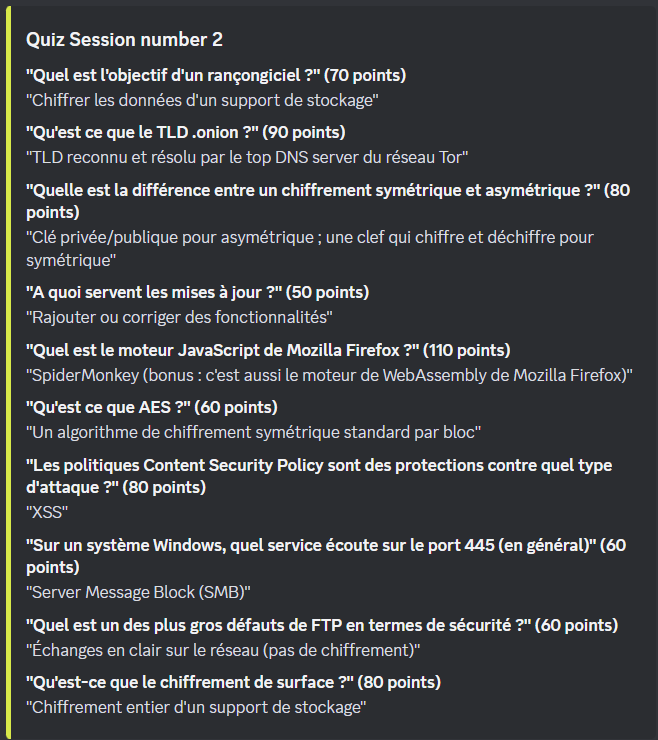 Quiz Session number 2
"Quel est l'objectif d'un rançongiciel ?" (70 points)
"Chiffrer les données d'un support de stockage"
"Qu'est ce que le TLD .onion ?" (90 points)
"TLD reconnu et résolu par le top DNS server du réseau Tor"
"Quelle est la différence entre un chiffrement symétrique et asymétrique ?" (80
points)
"Clé privée/publique pour asymétrique ; une clef qui chiffre et déchiffre pour
symétrique"
"A quoi servent les mises à jour ?" (50 points)
"Rajouter ou corriger des fonctionnalités"
"Quel est le moteur JavaScript de Mozilla Firefox ?" (110 points)
"SpiderMonkey (bonus : c'est aussi le moteur de WebAssembly de Mozilla Firefox)"
"Qu'est ce que AES ?" (60 points)
"Un algorithme de chiffrement symétrique standard par bloc"
"Les politiques Content Security Policy sont des protections contre quel type
d'attaque ?" (80 points)
"XSS"
"Sur un système Windows, quel service écoute sur le port 445 (en général)" (60
points)
"Server Message Block (SMB)"
"Quel est un des plus gros défauts de FTP en termes de sécurité ?" (60 points)
"Échanges en clair sur le réseau (pas de chiffrement)"
"Qu'est-ce que le chiffrement de surface ?" (80 points)
"Chiffrement entier d'un support de stockage"